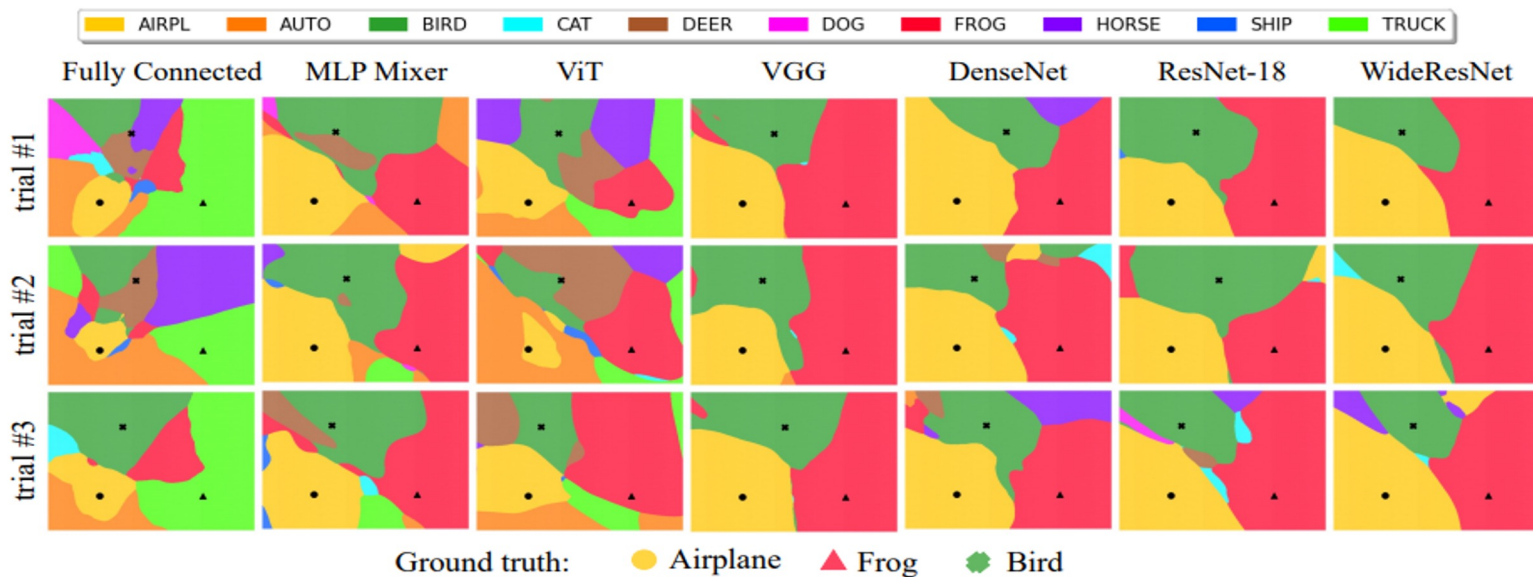 AIRPL AUTO BIRD CAT DEER DOG FROG HORSE SHIP TRUCK
Fully Connected MLP Mixer ViT VGG DenseNet ResNet-18 WideResNet
trial #1
trial #2
trial #3
Ground truth: Airplane Frog Bird